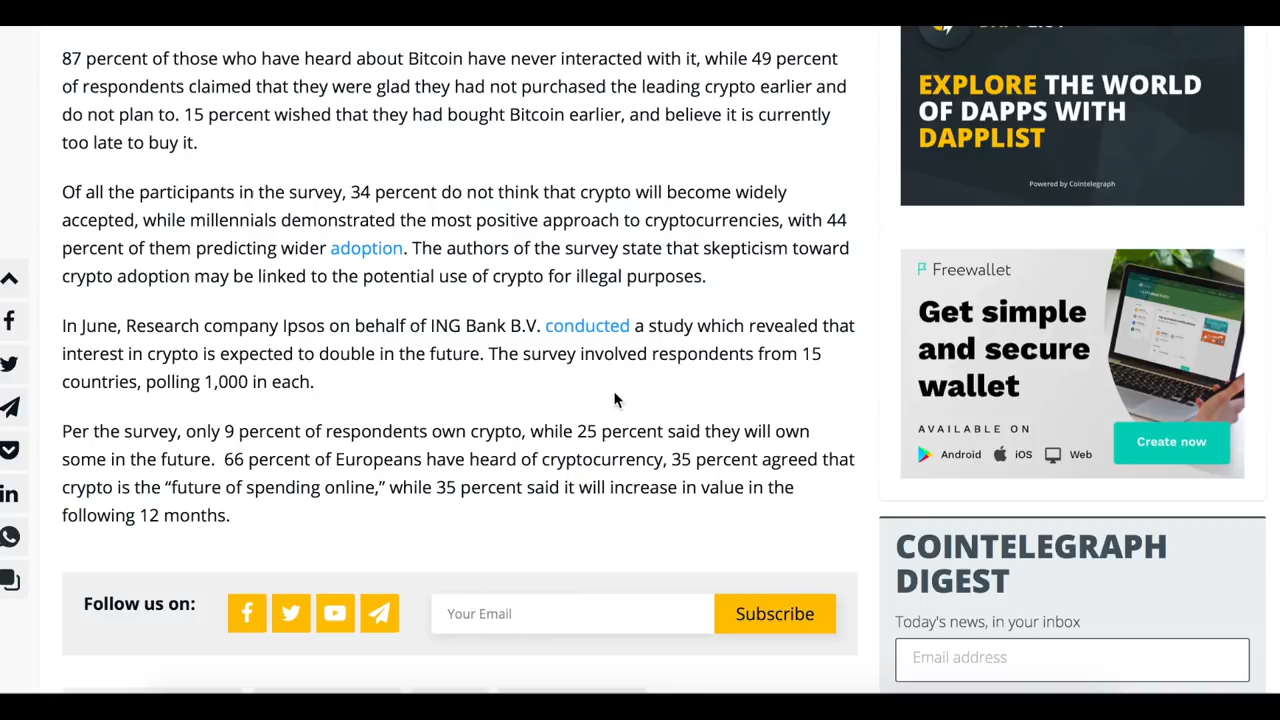 87 percent of those who have heard about Bitcoin have never interacted with it, while 49 percent
of respondents claimed that they were glad they had not purchased the leading crypto earlier and
do not plan to. 15 percent wished that they had bought Bitcoin earlier, and believe it is currently
too late to buy it.
Of all the participants in the survey, 34 percent do not think that crypto will become widely
accepted, while millennials demonstrated the most positive approach to cryptocurrencies, with 44
percent of them predicting wider adoption. The authors of the survey state that skepticism toward
crypto adoption may be linked to the potential use of crypto for illegal purposes.
In June, Research company Ipsos on behalf of ING Bank B.V. conducted a study which revealed that
interest in crypto is expected to double in the future. The survey involved respondents from 15
countries, polling 1,000 in each.
Per the survey, only 9 percent of respondents own crypto, while 25 percent said they will own
some in the future.  66 percent of Europeans have heard of cryptocurrency, 35 percent agreed that
crypto is the “future of spending online,” while 35 percent said it will increase in value in the
following 12 months.
Follow us on:
Your Email
Subscribe
EXPLORE THE WORLD
OF DAPPS WITH
DAPPLIST
Powered by Cointelegraph
Freewallet
Get simple
and secure
wallet
AVAILABLE ON
Android iOS Web
Create now
COINTELEGRAPH
DIGEST
Today's news, in your inbox
Email address